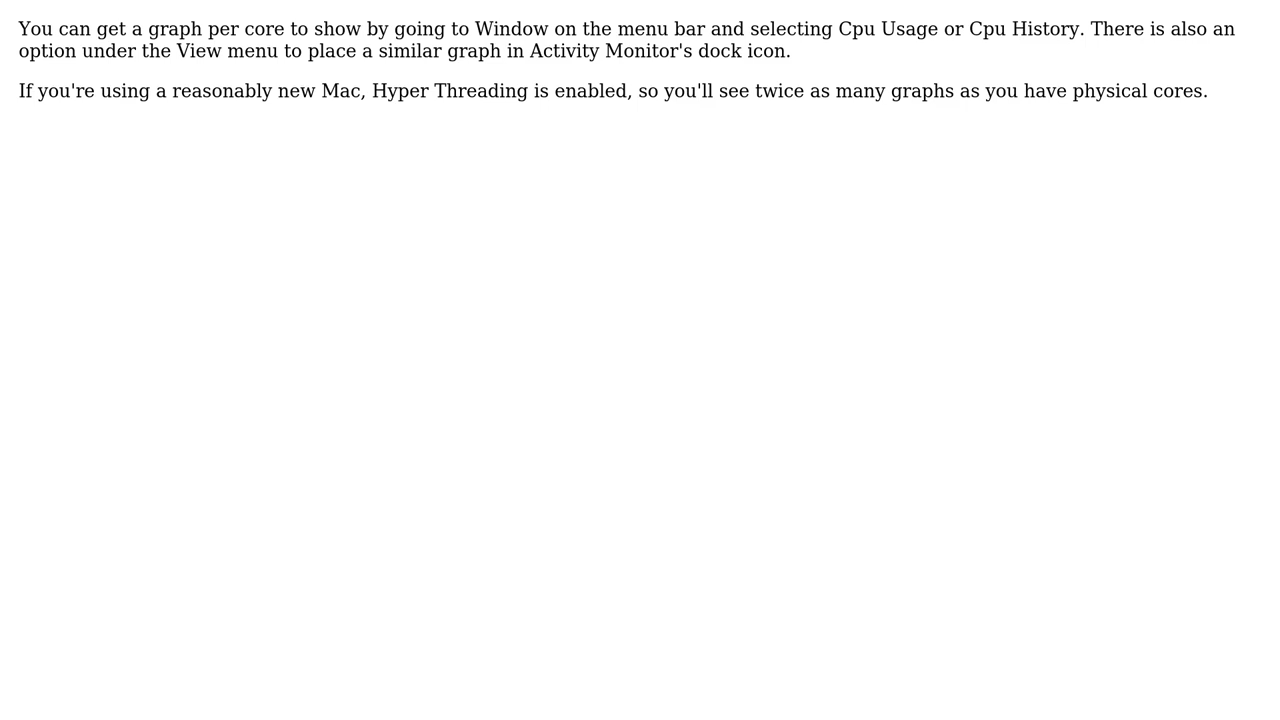 You can get a graph per core to show by going to Window on the menu bar and selecting Cpu Usage or Cpu History. There is also an
option under the View menu to place a similar graph in Activity Monitor's dock icon.
If you're using a reasonably new Mac, Hyper Threading is enabled, so you'll see twice as many graphs as you have physical cores.